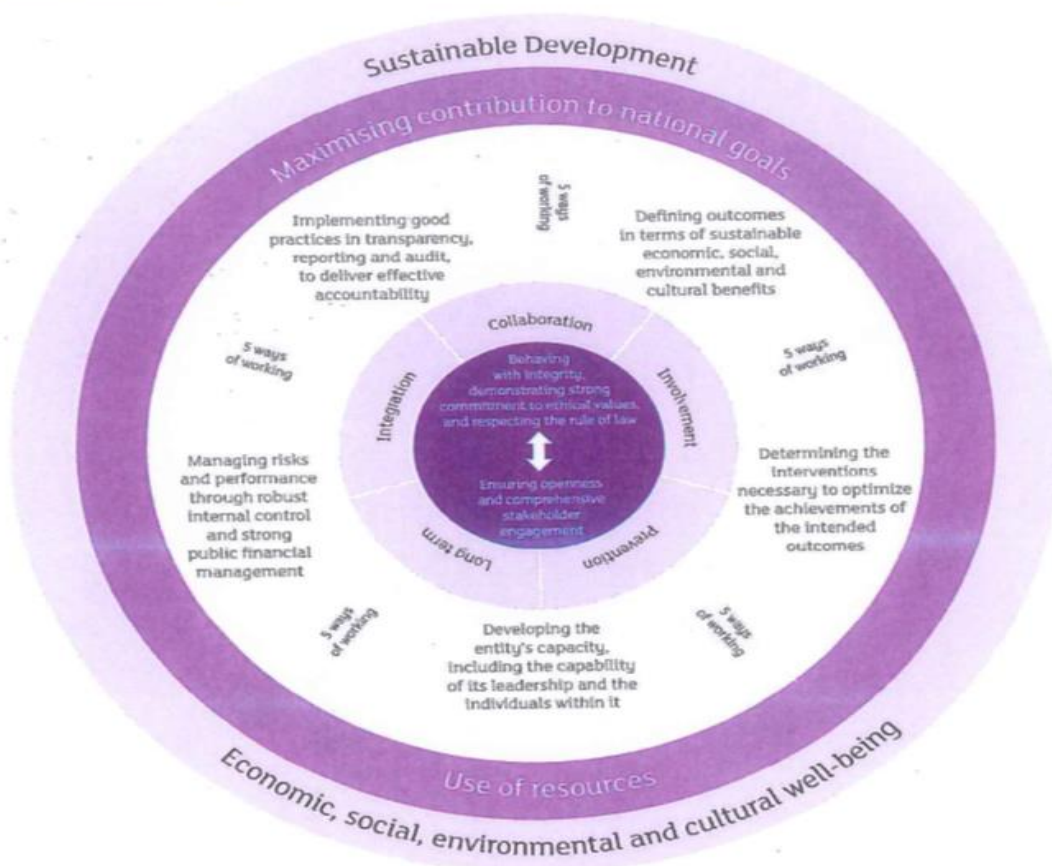 Sustainable Development
Maximising contribution to national goals
5 ways
of working
Implementing good
practices in transparency,
reporting and audit,
to deliver effective
accountability
Defining outcomes
in terms of sustainable
economic, social,
environmental and
cultural benefits
5 ways
of working
5 ways
of working
Collaboration
Integration
Involvement
Behaving
with integrity,
demonstrating strong
commitment to ethical values,
and respecting the rule of law
Ensuring openness
and comprehensive
stakeholder
engagement
Long term
Prevention
Managing risks
and performance
through robust
internal control
and strong
public financial
management
Determining the
interventions
necessary to optimize
the achievements of
the intended
outcomes
5 ways
of working
5 ways
of working
Developing the
entity's capacity,
including the capability
of its leadership and the
individuals within it
Use of resources
Economic, social, environmental and cultural well-being